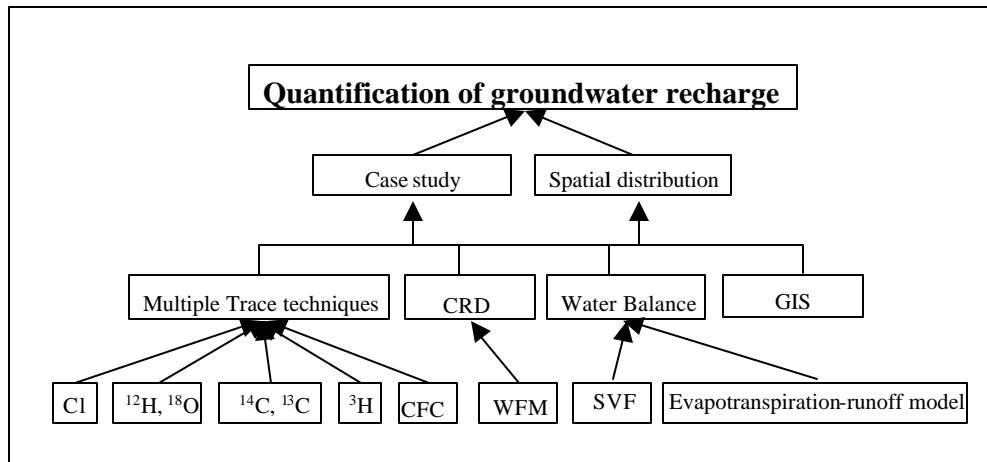 Quantification of groundwater recharge
Case study
Spatial distribution
Multiple Trace techniques
CRD
Water Balance
GIS
Cl
¹²H, ¹⁸O
¹⁴C, ¹³C
³H
CFC
WFM
SVF
Evapotranspiration-runoff model